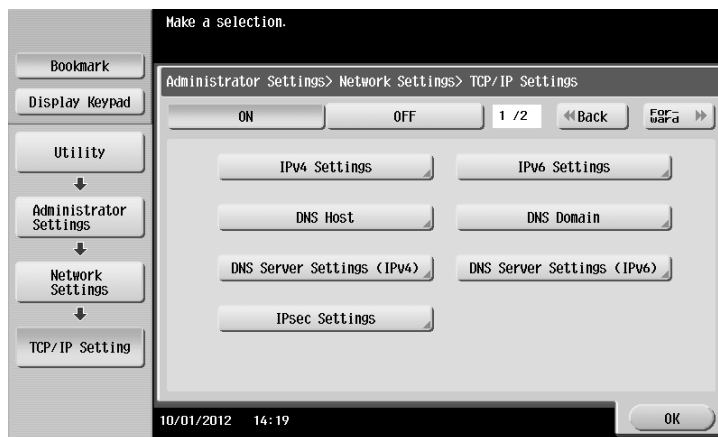 Make a selection.
Bookmark
Display Keypad
Administrator Settings> Network Settings> TCP/IP Settings
ON OFF 1 /2 Back For-
ward
Utility
IPv4 Settings IPv6 Settings
Administrator
Settings
DNS Host DNS Domain
Network
Settings
DNS Server Settings (IPv4) DNS Server Settings (IPv6)
TCP/IP Setting
IPsec Settings
10/01/2012 14:19
OK